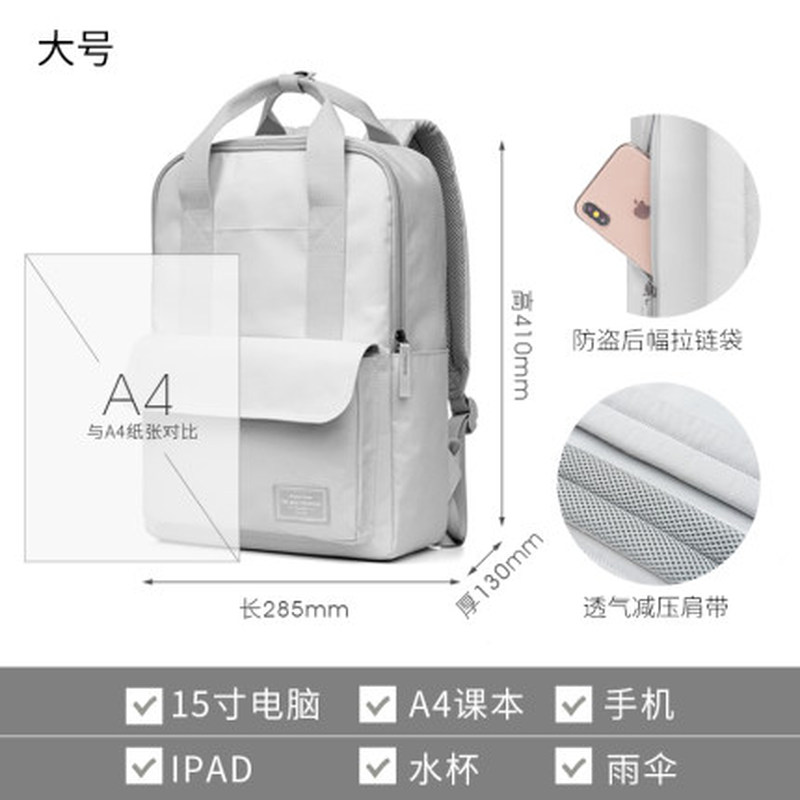 大号
高410mm
防盗后幅拉链袋
A4
与A4纸张对比
长285mm
厚130mm
透气减压肩带
15寸电脑
A4课本
手机
IPAD
水杯
雨伞